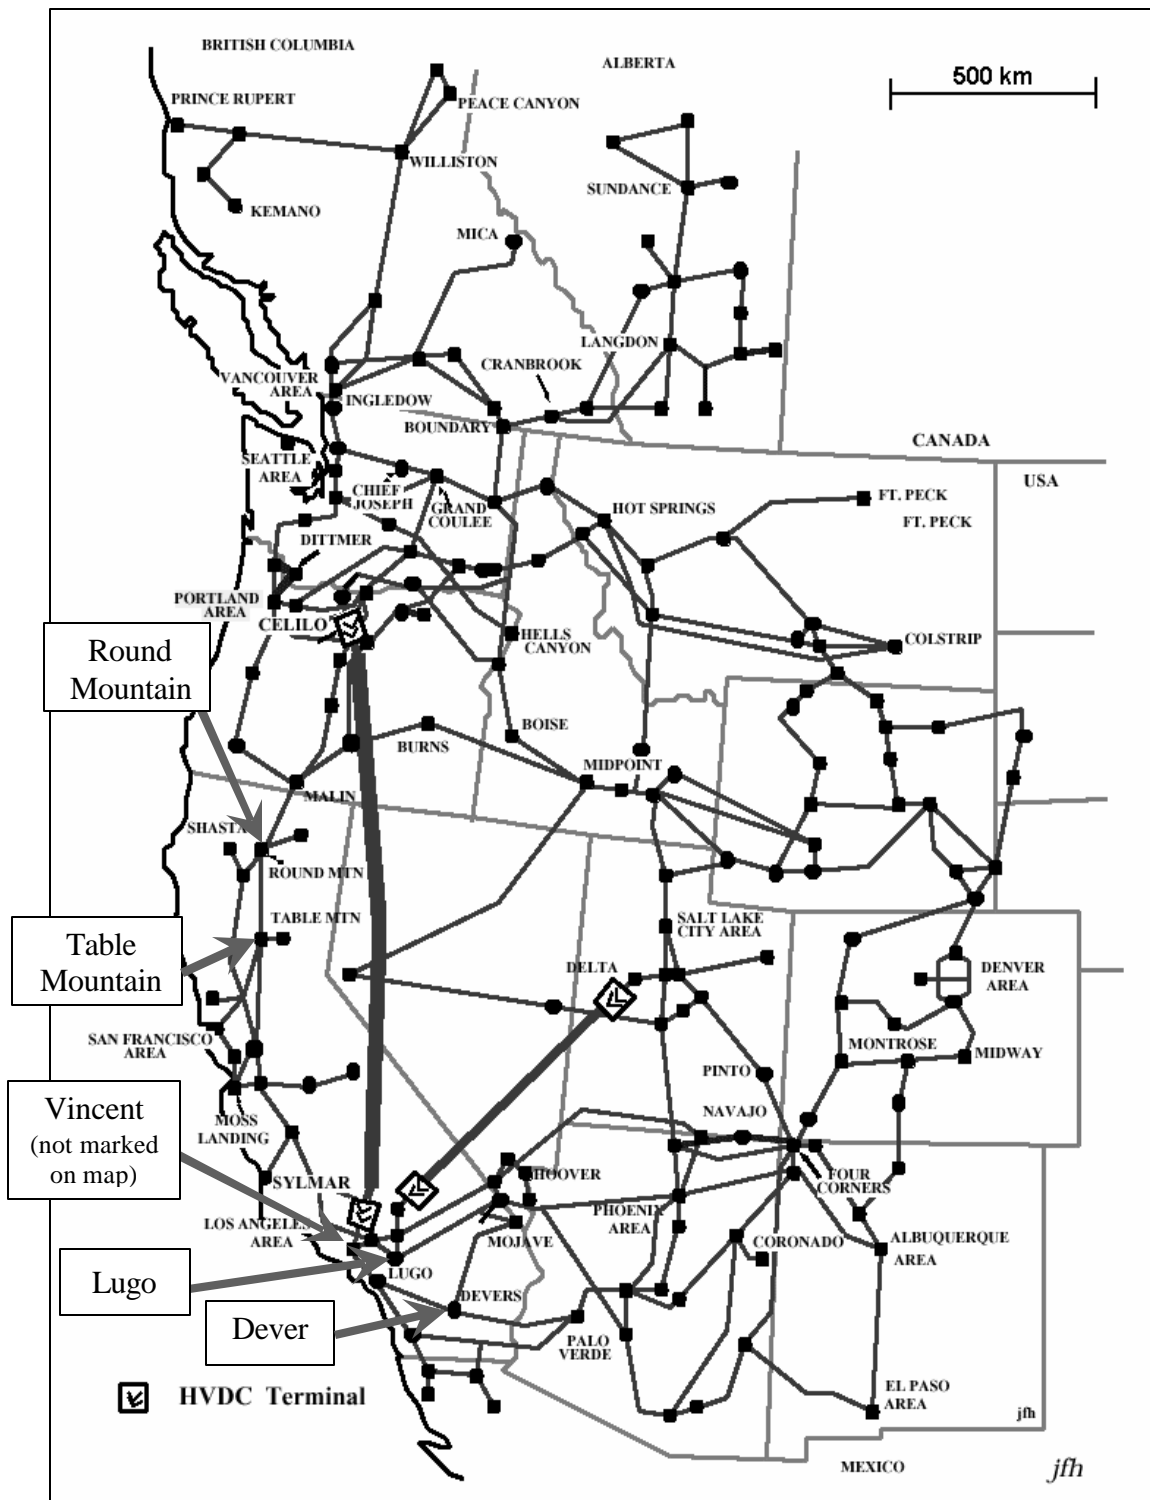 BRITISH COLUMBIA
ALBERTA
500 km
PRINCE RUPERT
PEACE CANYON
WILLISTON
SUNDANCE
KEMANO
MICA
LANGDON
CRANBROOK
VANCOUVER
AREA
INGLEDOW
BOUNDARY
CANADA
SEATTLE
AREA
USA
CHIEF
JOSEPH
GRAND
COULEE
HOT SPRINGS
FT. PECK
FT. PECK
DITTMER
PORTLAND
AREA
CELILO
HELLS
CANYON
COLSTRIP
Round
Mountain
BOISE
BURNS
MIDPOINT
MALIN
SHASTA
ROUND MTN
TABLE MTN
SALT LAKE
CITY AREA
Table
Mountain
DELTA
DENVER
AREA
SAN FRANCISCO
AREA
MONTROSE
MIDWAY
PINTO
Vincent
(not marked
on map)
MOSS
LANDING
NAVAJO
SYLMAR
HOOVER
FOUR
CORNERS
PHOENIX
AREA
LOS ANGELES
AREA
MOJAVE
CORONADO
ALBUQUERQUE
AREA
Lugo
LUGO
DEVERS
Dever
PALO
VERDE
HVDC Terminal
EL PASO
AREA
jfh
MEXICO
jfh